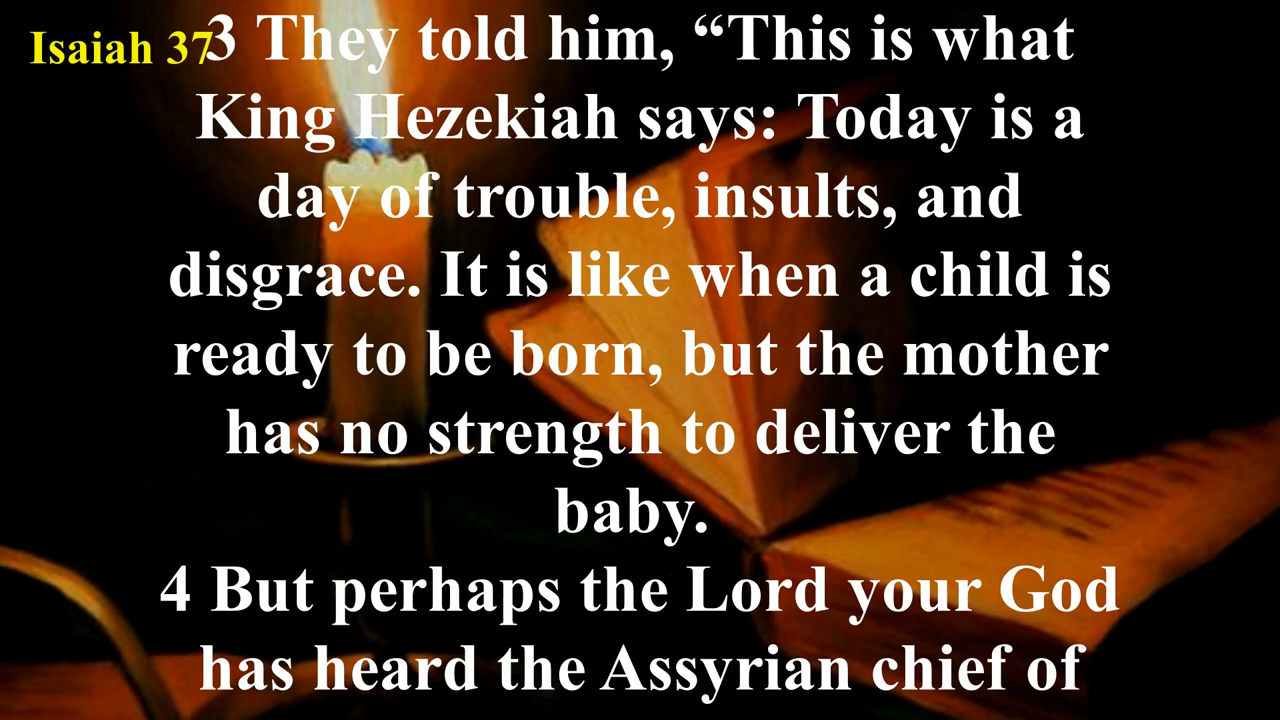 Isaiah 37
3 They told him, “This is what
King Hezekiah says: Today is a
day of trouble, insults, and
disgrace. It is like when a child is
ready to be born, but the mother
has no strength to deliver the
baby.
4 But perhaps the Lord your God
has heard the Assyrian chief of